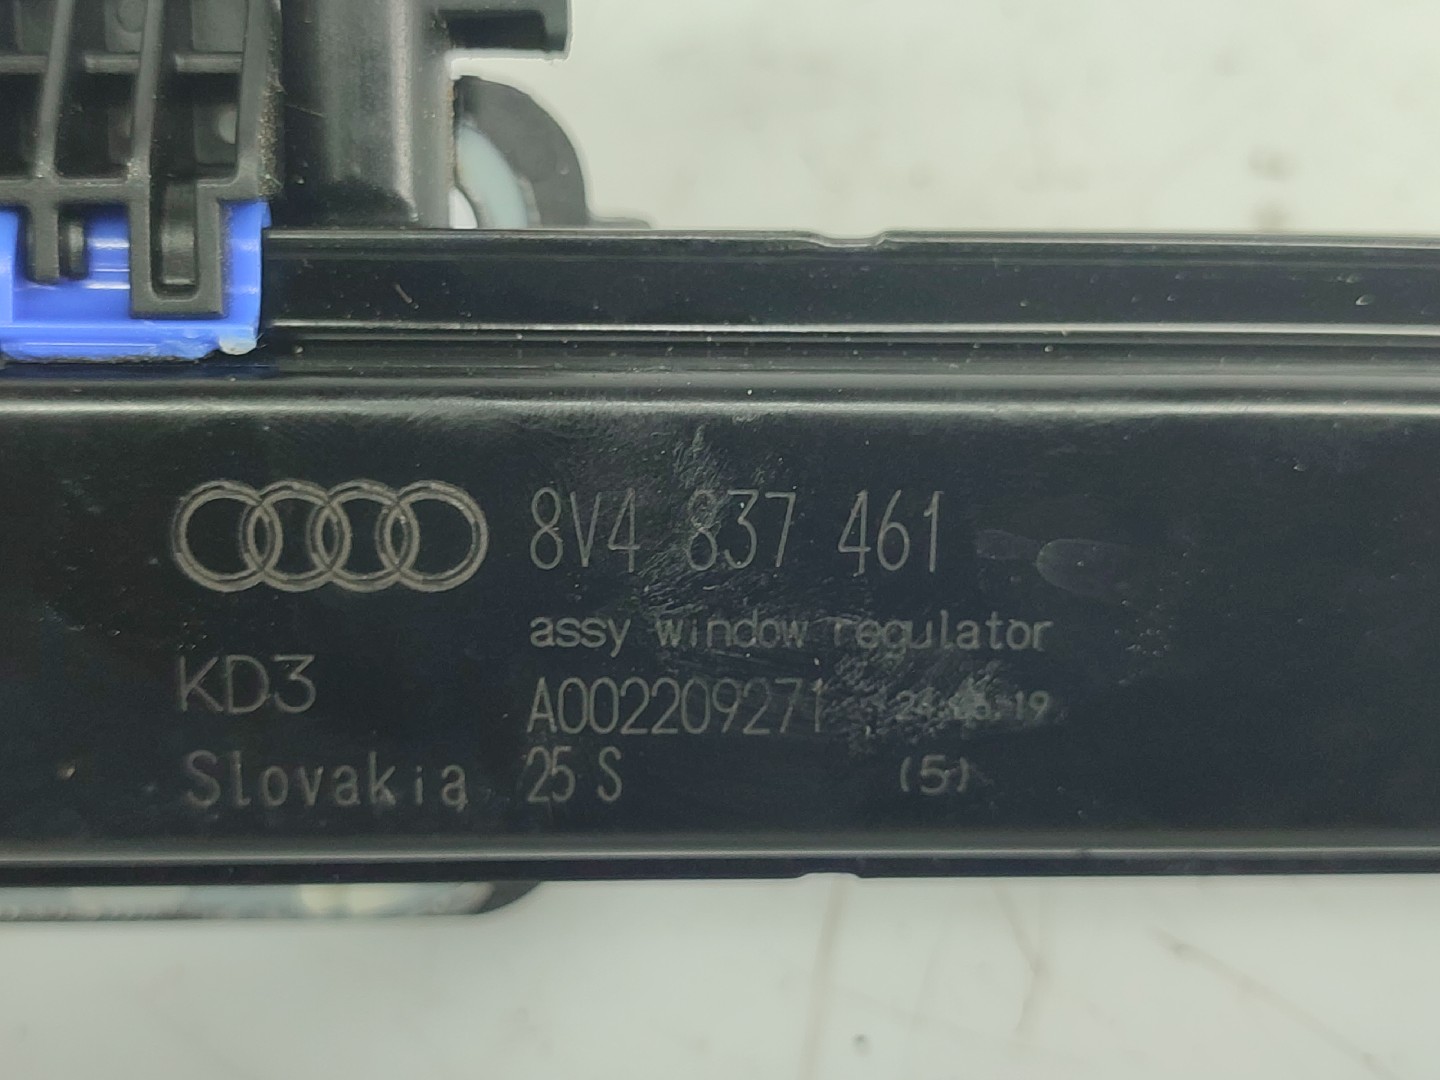 8V4 837 461
assy window regulator
KD3
A002209271
Slovakia 25 S (5)